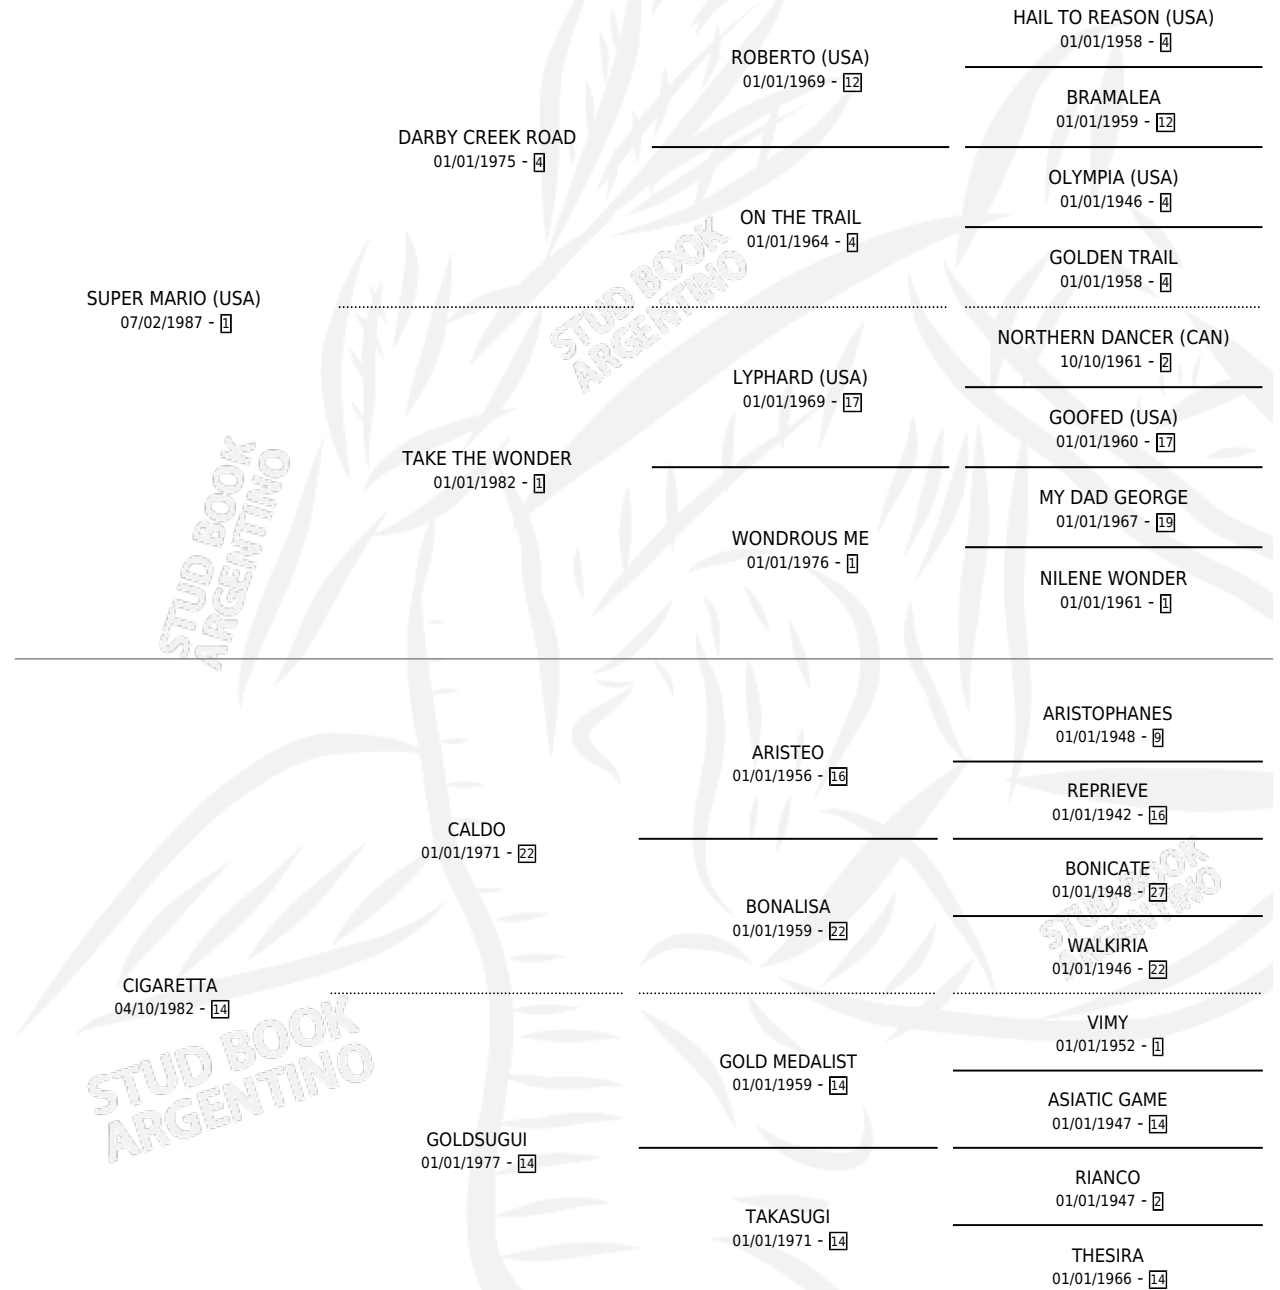 HAIL TO REASON (USA)
01/01/1958 - 4
ROBERTO (USA)
01/01/1969 - 12
BRAMALEA
01/01/1959 - 12
DARBY CREEK ROAD
01/01/1975 - 4
OLYMPIA (USA)
01/01/1946 - 4
ON THE TRAIL
01/01/1964 - 4
GOLDEN TRAIL
01/01/1958 - 4
SUPER MARIO (USA)
07/02/1987 - 1
STUD BOOK
ARGENTINO
NORTHERN DANCER (CAN)
10/10/1961 - 2
LYPHARD (USA)
01/01/1969 - 17
GOOFED (USA)
01/01/1960 - 17
TAKE THE WONDER
01/01/1982 - 1
MY DAD GEORGE
01/01/1967 - 19
WONDROUS ME
01/01/1976 - 1
NILENE WONDER
01/01/1961 - 1
STUD BOOK
ARGENTINO
ARISTOPHANES
01/01/1948 - 9
ARISTEO
01/01/1956 - 16
REPRIEVE
01/01/1942 - 16
CALDO
01/01/1971 - 22
BONICATE
01/01/1948 - 27
BONALISA
01/01/1959 - 22
WALKIRIA
01/01/1946 - 22
STUD BOOK
ARGENTINO
CIGARETTA
04/10/1982 - 14
VIMY
01/01/1952 - 1
GOLD MEDALIST
01/01/1959 - 14
ASIATIC GAME
01/01/1947 - 14
STUD BOOK
ARGENTINO
GOLDSUGUI
01/01/1977 - 14
RIANCO
01/01/1947 - 2
TAKASUGI
01/01/1971 - 14
THESIRA
01/01/1966 - 14